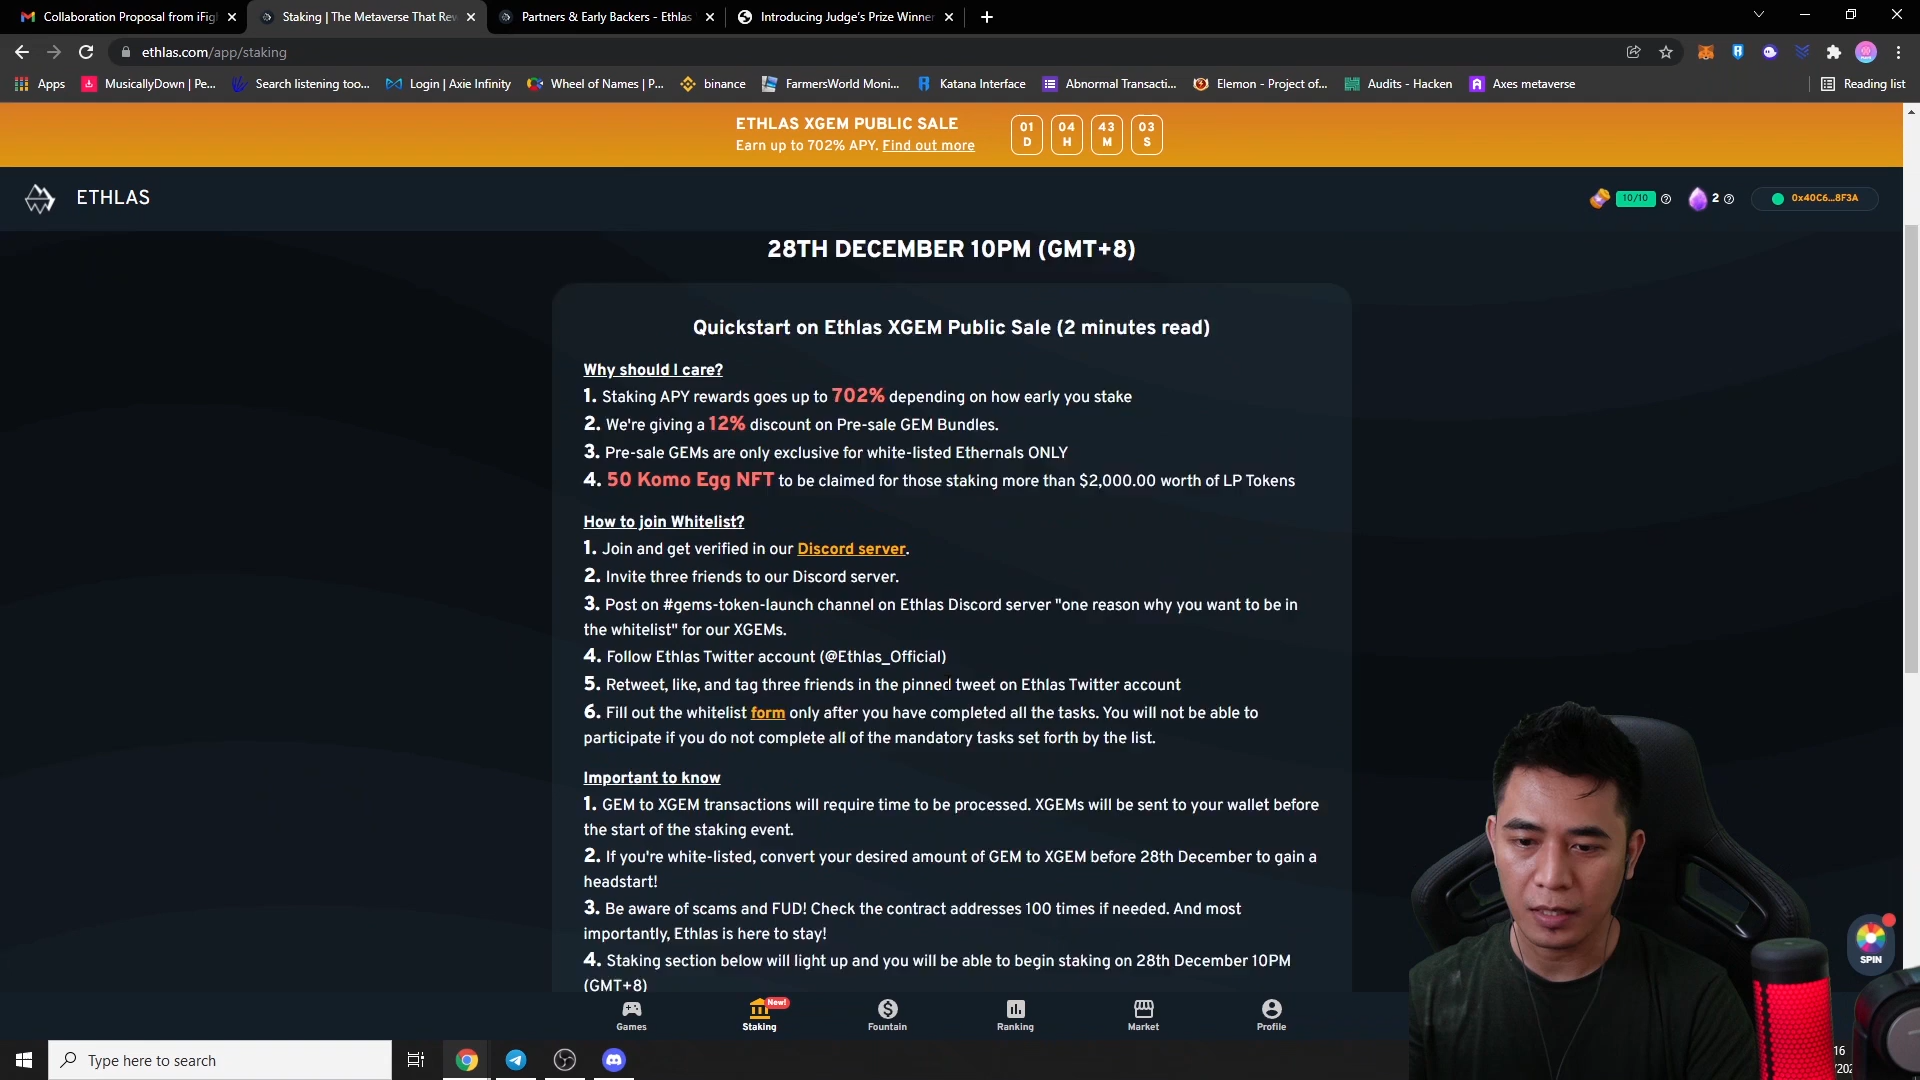 Collaboration Proposal from iFig
Staking | The Metaverse That Rew
Partners & Early Backers - Ethlas
Introducing Judge's Prize Winner
ethlas.com/app/staking
Apps
MusicallyDown | Pe...
Search listening too...
Login | Axie Infinity
Wheel of Names | P...
binance
FarmersWorld Moni...
Katana Interface
Abnormal Transacti...
Elemon - Project of...
Audits - Hacken
Axes metaverse
Reading list
ETHLAS XGEM PUBLIC SALE
Earn up to 702% APY. Find out more
01 D
04 H
43 M
03 S
ETHLAS
10/10
2
0x40C6...8F3A
28TH DECEMBER 10PM (GMT+8)
Quickstart on Ethlas XGEM Public Sale (2 minutes read)
Why should I care?
1. Staking APY rewards goes up to 702% depending on how early you stake
2. We're giving a 12% discount on Pre-sale GEM Bundles.
3. Pre-sale GEMs are only exclusive for white-listed Ethernals ONLY
4. 50 Komo Egg NFT to be claimed for those staking more than $2,000.00 worth of LP Tokens
How to join Whitelist?
1. Join and get verified in our Discord server.
2. Invite three friends to our Discord server.
3. Post on #gems-token-launch channel on Ethlas Discord server "one reason why you want to be in
the whitelist" for our XGEMs.
4. Follow Ethlas Twitter account (@Ethlas_Official)
5. Retweet, like, and tag three friends in the pinned tweet on Ethlas Twitter account
6. Fill out the whitelist form only after you have completed all the tasks. You will not be able to
participate if you do not complete all of the mandatory tasks set forth by the list.
Important to know
1. GEM to XGEM transactions will require time to be processed. XGEMs will be sent to your wallet before
the start of the staking event.
2. If you're white-listed, convert your desired amount of GEM to XGEM before 28th December to gain a
headstart!
3. Be aware of scams and FUD! Check the contract addresses 100 times if needed. And most
importantly, Ethlas is here to stay!
4. Staking section below will light up and you will be able to begin staking on 28th December 10PM
(GMT+8)
SPIN
New!
Games
Staking
Fountain
Ranking
Market
Profile
Type here to search